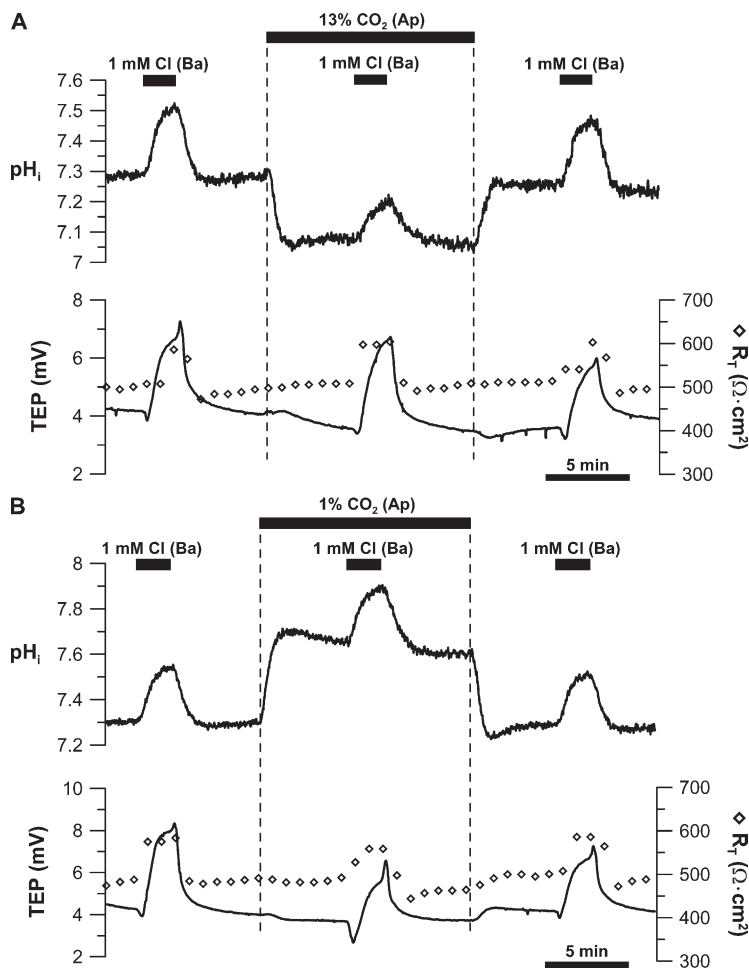 A
13% CO₂ (Ap)
1 mM Cl (Ba) 1 mM Cl (Ba) 1 mM Cl (Ba)
7.6
7.5
7.4
pHᵢ 7.3
7.2
7.1
7
8 700
600
6
TEP (mV) 500 ◇ R_T (Ω·cm²)
4 400
2 300
5 min
B
1% CO₂ (Ap)
1 mM Cl (Ba) 1 mM Cl (Ba) 1 mM Cl (Ba)
8
7.8
pHᵢ 7.6
7.4
7.2
10 700
8 600
TEP (mV) 6 500 ◇ R_T (Ω·cm²)
4 400
2 300
5 min